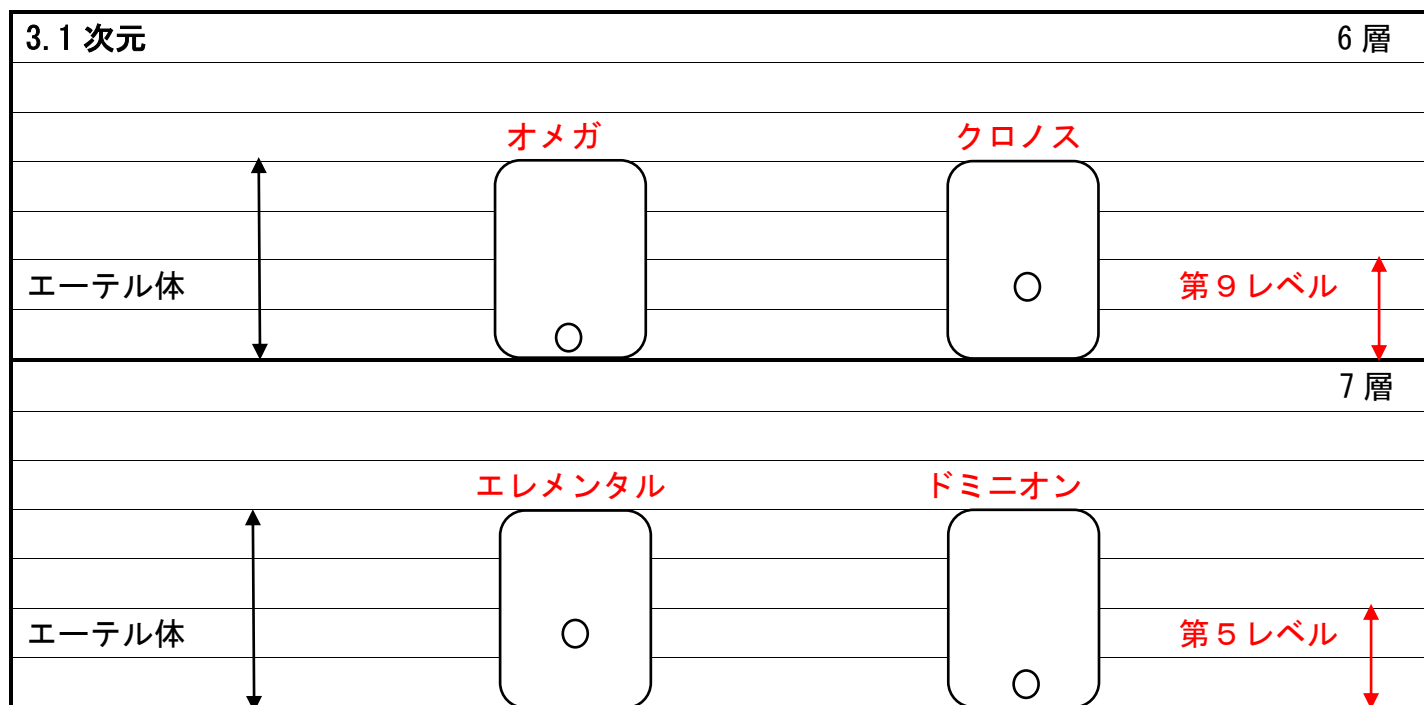 3.1次元 6層
オメガ クロノス
エーテル体 第9レベル
7層
エレメンタル ドミニオン
エーテル体 第5レベル